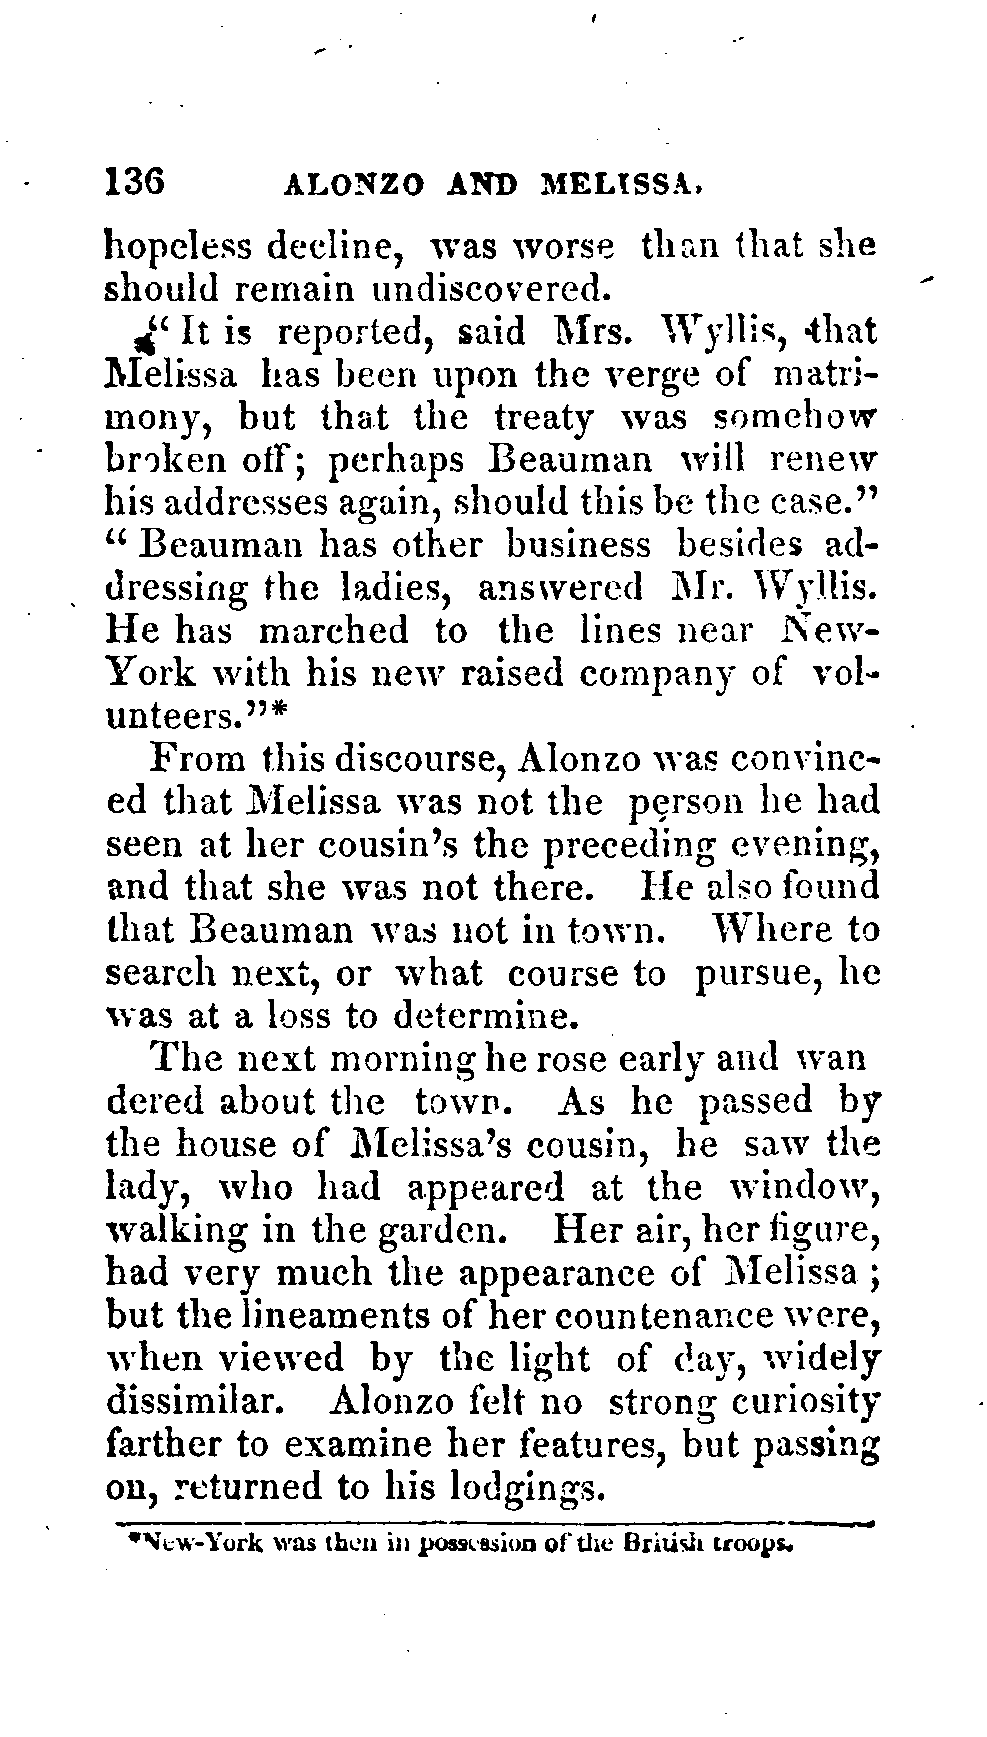 136 ALONZO AND MELISSA.
hopeless decline, was worse than that she
should remain undiscovered.
“ It is reported, said Mrs. Wyllis, that
Melissa has been upon the verge of matri-
mony, but that the treaty was somehow
broken off; perhaps Beauman will renew
his addresses again, should this be the case.”
“ Beauman has other business besides ad-
dressing the ladies, answered Mr. Wyllis.
He has marched to the lines near New-
York with his new raised company of vol-
unteers.”*
From this discourse, Alonzo was convinc-
ed that Melissa was not the person he had
seen at her cousin’s the preceding evening,
and that she was not there. He also found
that Beauman was not in town. Where to
search next, or what course to pursue, he
was at a loss to determine.
The next morning he rose early and wan
dered about the town. As he passed by
the house of Melissa’s cousin, he saw the
lady, who had appeared at the window,
walking in the garden. Her air, her figure,
had very much the appearance of Melissa ;
but the lineaments of her countenance were,
when viewed by the light of day, widely
dissimilar. Alonzo felt no strong curiosity
farther to examine her features, but passing
on, returned to his lodgings.
*New-York was then in possession of the British troops.